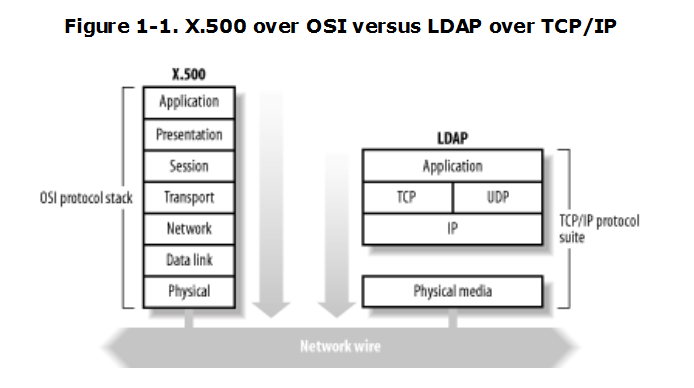 Figure 1-1. X.500 over OSI versus LDAP over TCP/IP
X.500
Application
Presentation
Session
Transport
Network
Data link
Physical
OSI protocol stack
LDAP
Application
TCP UDP
IP
Physical media
TCP/IP protocol
suite
Network wire